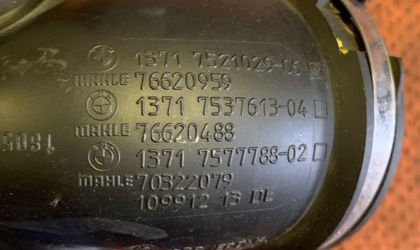 1371 7521029-06
MAHLE 76620959
1371 7537613-04
MAHLE 76620488
1371 7577788-02
MAHLE 70322079
109912 13 DE